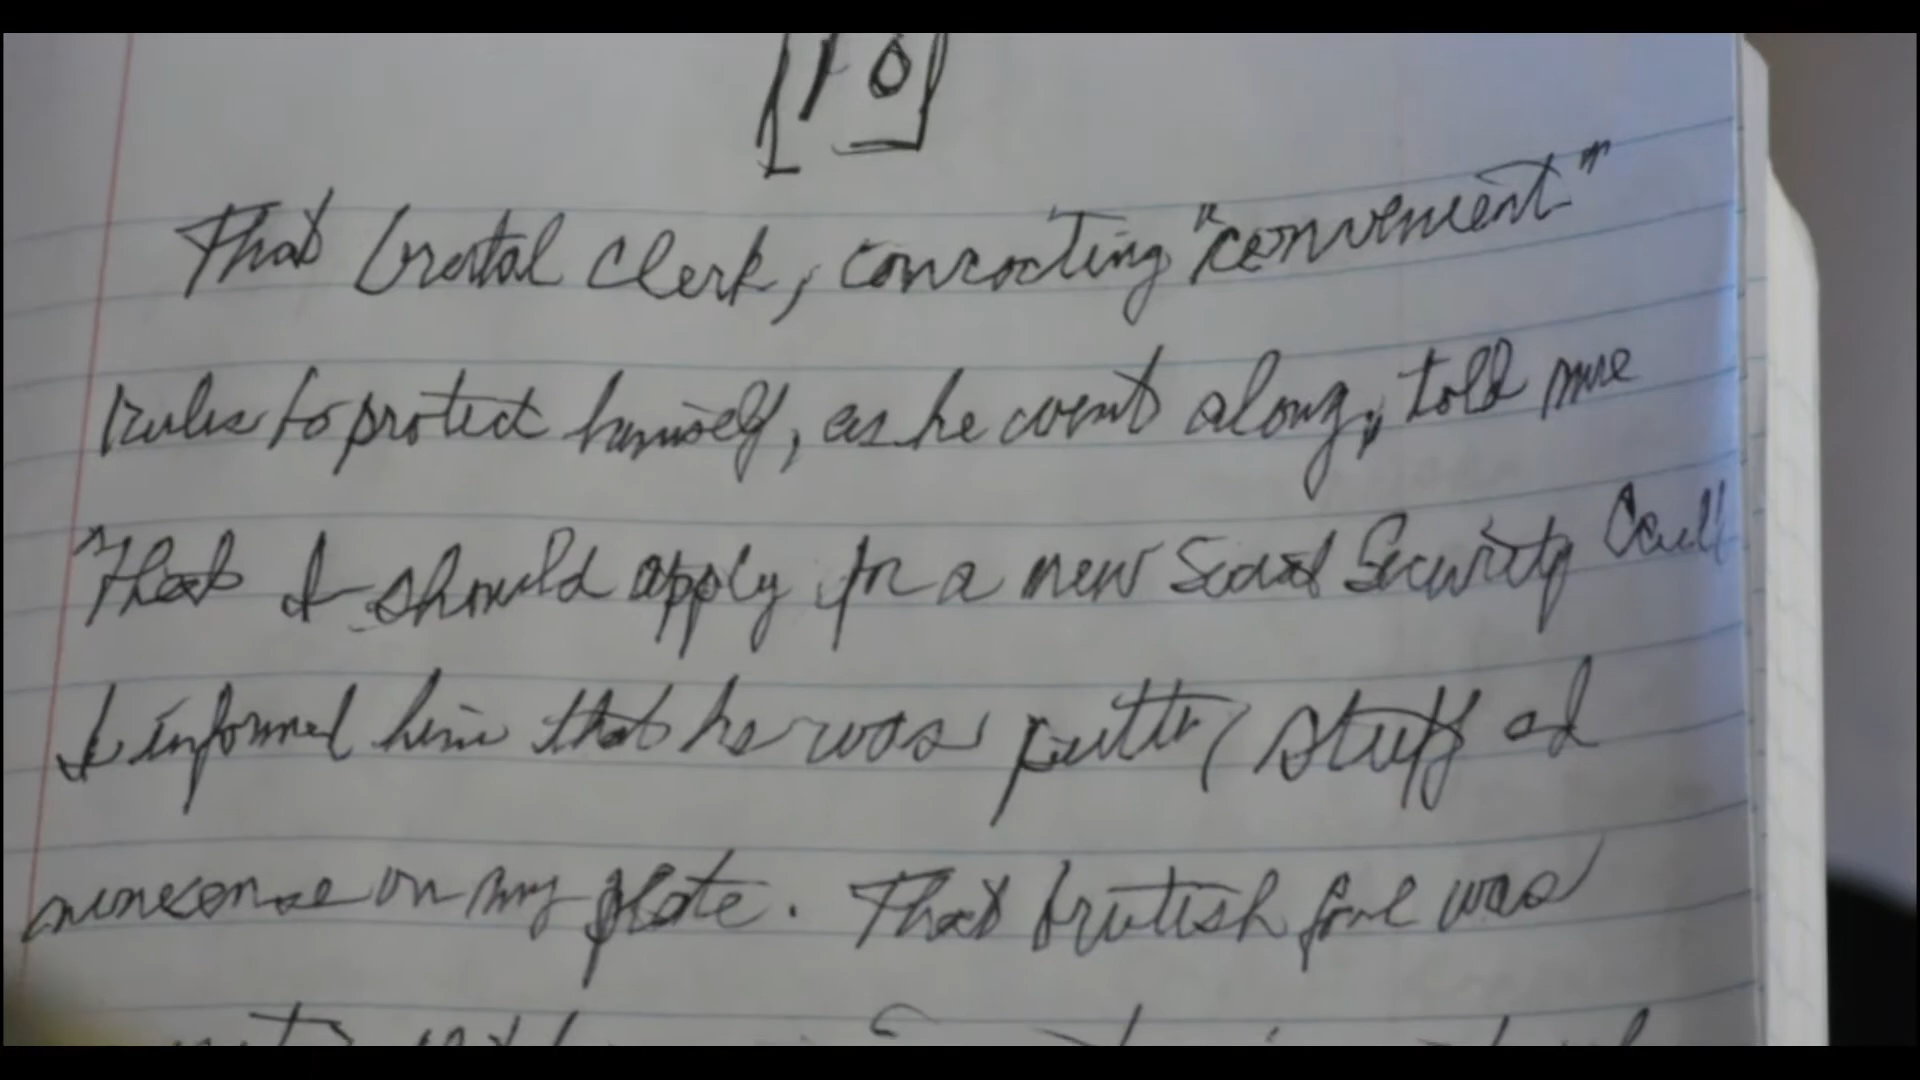 10
That brutal clerk, concocting "convenient"
rules to protect himself, as he went along, told me
that I should apply for a new Social Security Card
I informed him that he was putting stuff and
nonsense on my plate. That brutish fool was